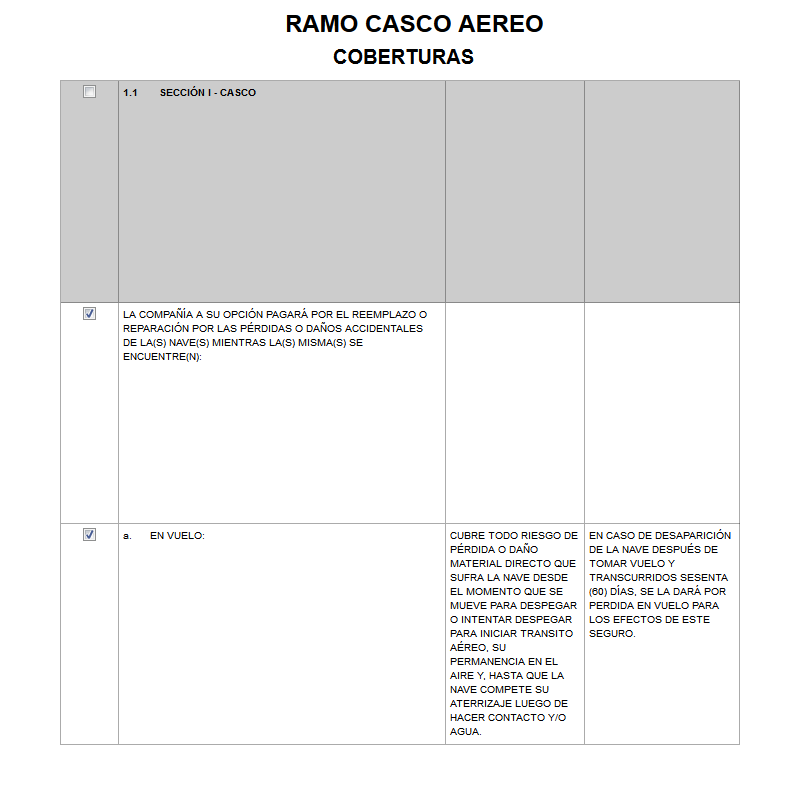 RAMO CASCO AEREO
COBERTURAS
1.1 SECCIÓN I - CASCO
LA COMPAÑÍA A SU OPCIÓN PAGARÁ POR EL REEMPLAZO O
REPARACIÓN POR LAS PÉRDIDAS O DAÑOS ACCIDENTALES
DE LA(S) NAVE(S) MIENTRAS LA(S) MISMA(S) SE
ENCUENTRE(N):
a. EN VUELO:
CUBRE TODO RIESGO DE
PÉRDIDA O DAÑO
MATERIAL DIRECTO QUE
SUFRA LA NAVE DESDE
EL MOMENTO QUE SE
MUEVE PARA DESPEGAR
O INTENTAR DESPEGAR
PARA INICIAR TRANSITO
AÉREO, SU
PERMANENCIA EN EL
AIRE Y, HASTA QUE LA
NAVE COMPETE SU
ATERRIZAJE LUEGO DE
HACER CONTACTO Y/O
AGUA.
EN CASO DE DESAPARICIÓN
DE LA NAVE DESPUÉS DE
TOMAR VUELO Y
TRANSCURRIDOS SESENTA
(60) DÍAS, SE LA DARÁ POR
PERDIDA EN VUELO PARA
LOS EFECTOS DE ESTE
SEGURO.